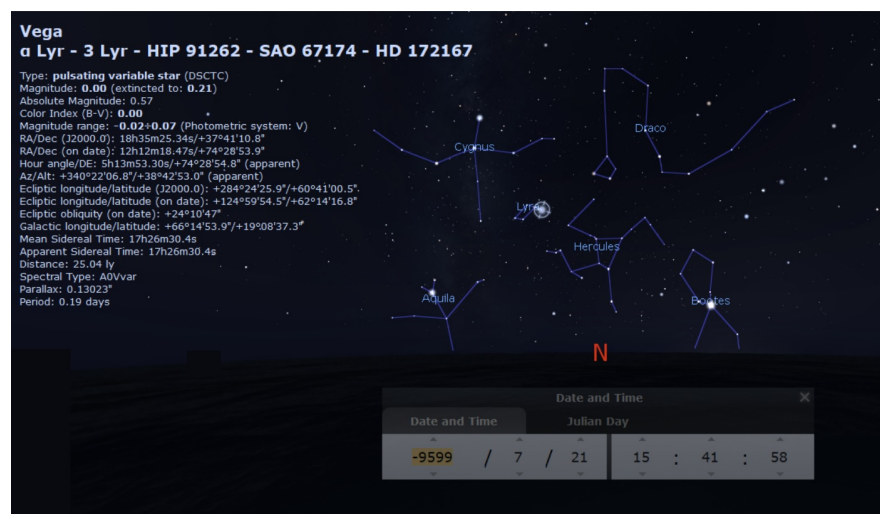 Vega
α Lyr - 3 Lyr - HIP 91262 - SAO 67174 - HD 172167
Type: pulsating variable star (DSCTC)
Magnitude: 0.00 (extincted to: 0.21)
Absolute Magnitude: 0.57
Color Index (B-V): 0.00
Magnitude range: -0.02÷0.07 (Photometric system: V)
RA/Dec (J2000.0): 18h35m25.34s/+37°41'10.8"
RA/Dec (on date): 12h12m18.47s/+74°28'53.9"
Hour angle/DE: 5h13m53.30s/+74°28'54.8" (apparent)
Az/Alt: +340°22'06.8"/+38°42'53.0" (apparent)
Ecliptic longitude/latitude (J2000.0): +284°24'25.9"/+60°41'00.5"
Ecliptic longitude/latitude (on date): +124°59'54.5"/+62°14'16.8"
Ecliptic obliquity (on date): +24°10'47"
Galactic longitude/latitude: +66°14'53.9"/+19°08'37.3"
Mean Sidereal Time: 17h26m30.4s
Apparent Sidereal Time: 17h26m30.4s
Distance: 25.04 ly
Spectral Type: A0Vvar
Parallax: 0.13023"
Period: 0.19 days
Draco
Cygnus
Lyra
Hercules
Aquila
Bootes
N
Date and Time
Date and Time Julian Day
-9599 / 7 / 21 15 : 41 : 58